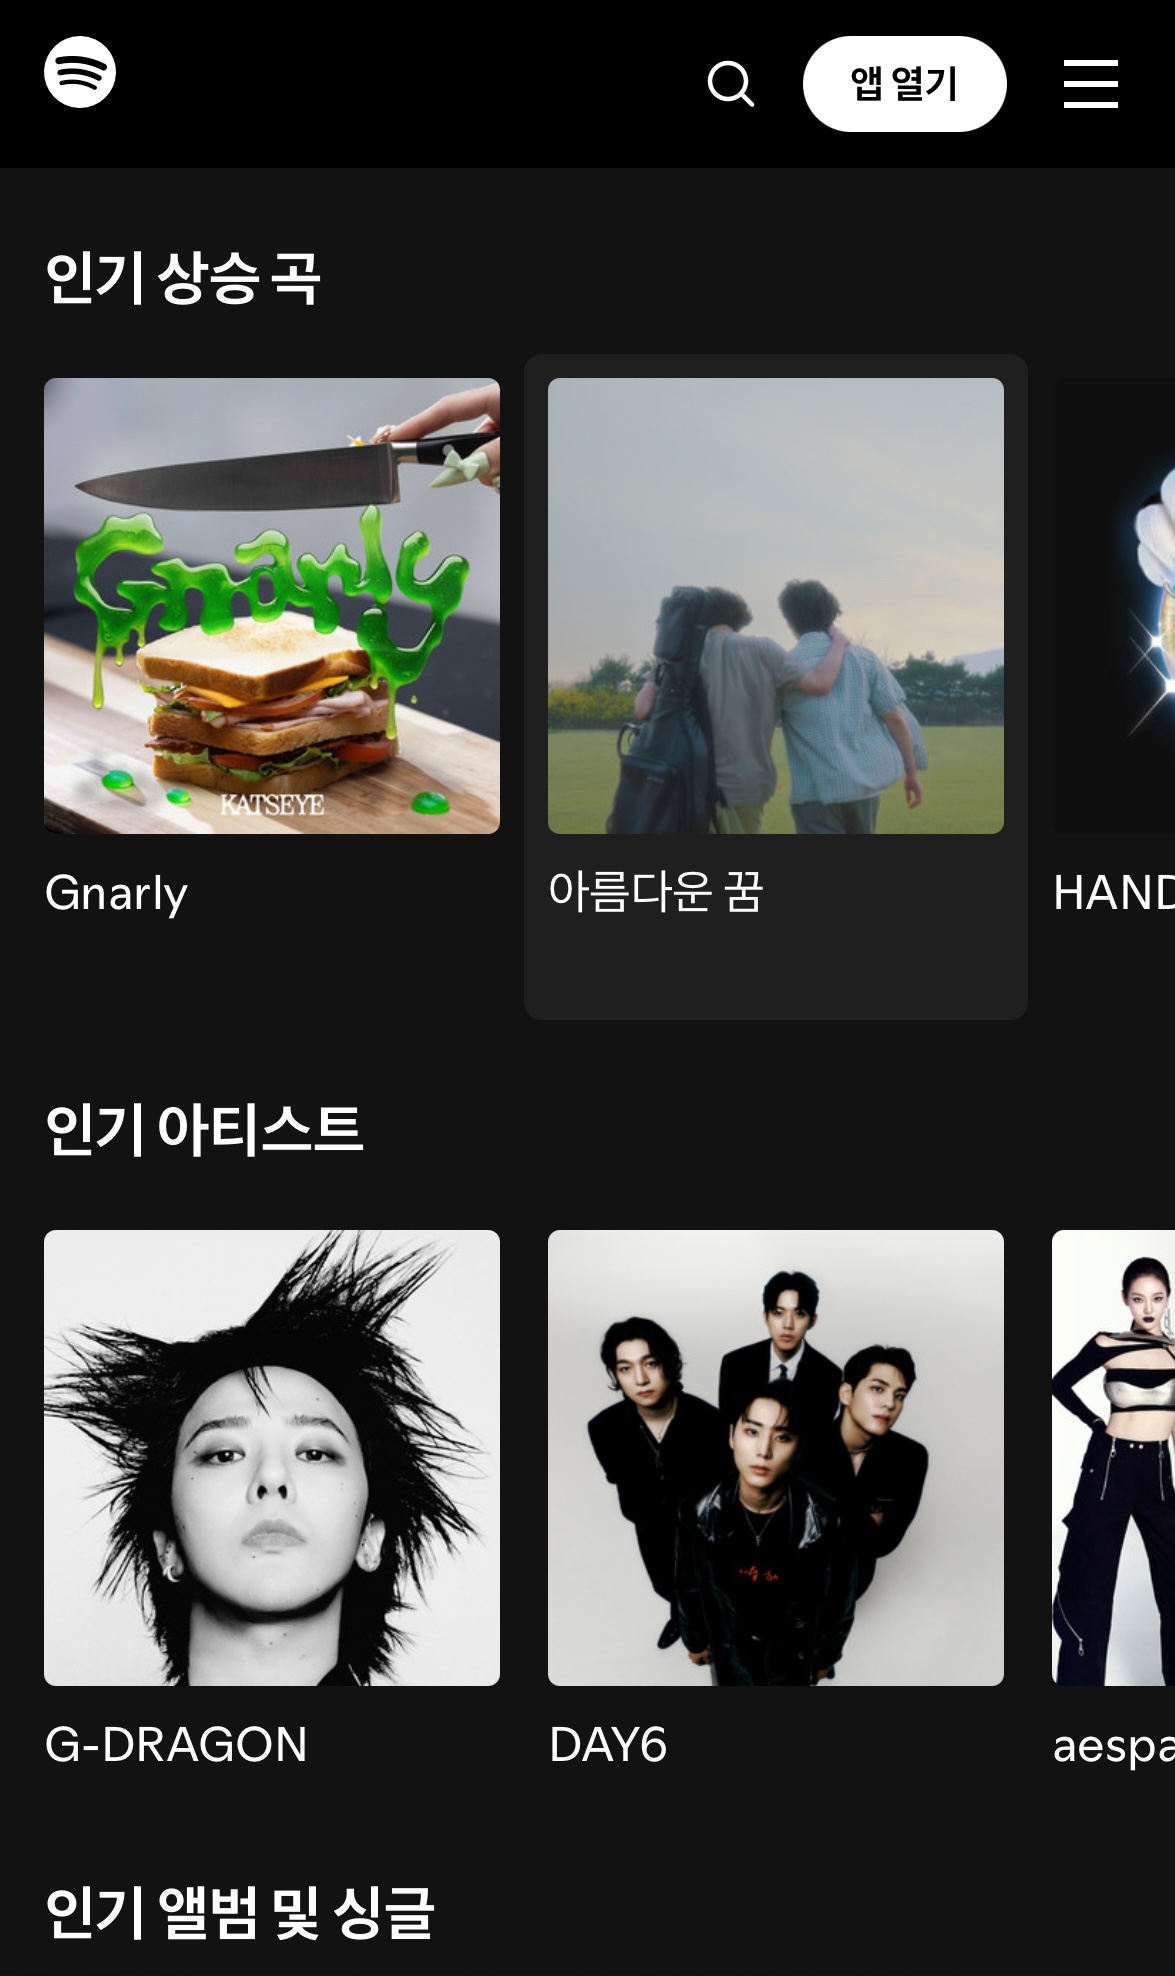 앱 열기
인기 상승 곡
Gnarly
KATSEYE
Gnarly
아름다운 꿈
HAND
인기 아티스트
G-DRAGON
DAY6
aespa
인기 앨범 및 싱글